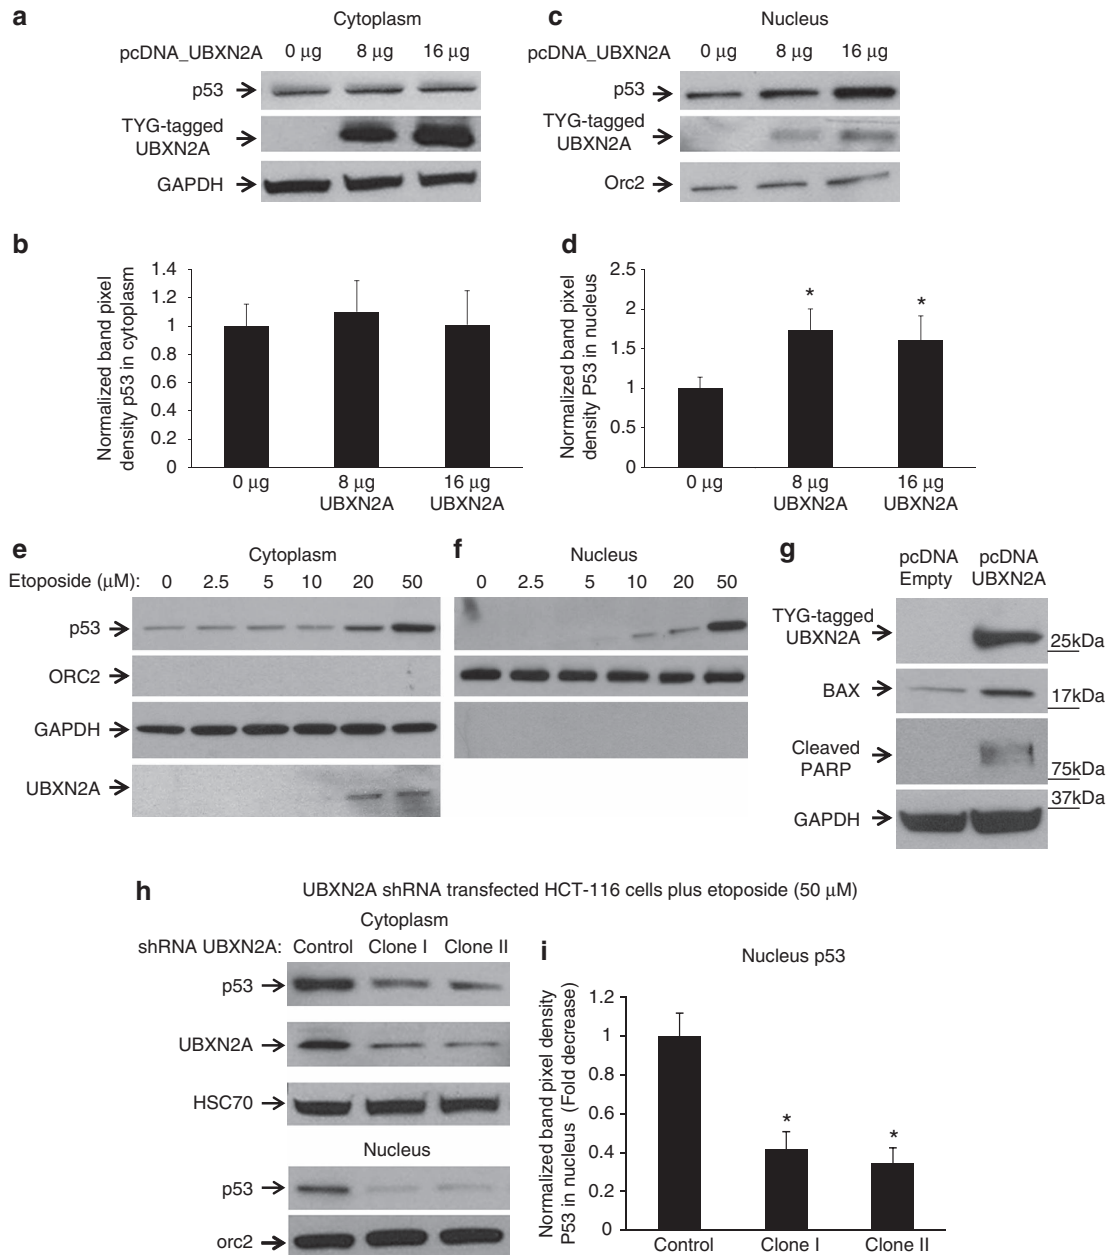 a
Cytoplasm
pcDNA_UBXN2A 0 μg 8 μg 16 μg
p53
TYG-tagged
UBXN2A
GAPDH
c
Nucleus
pcDNA_UBXN2A 0 μg 8 μg 16 μg
p53
TYG-tagged
UBXN2A
Orc2
b
Normalized band pixel
density p53 in cytoplasm
1.4
1.2
1
0.8
0.6
0.4
0.2
0
0 μg 8 μg 16 μg
UBXN2A UBXN2A
d
Normalized band pixel
density P53 in nucleus
2.5
2
1.5
1
0.5
0
* *
0 μg 8 μg 16 μg
UBXN2A UBXN2A
e
Cytoplasm
Etoposide (μM): 0 2.5 5 10 20 50
p53
ORC2
GAPDH
UBXN2A
f
Nucleus
0 2.5 5 10 20 50
g
pcDNA pcDNA
Empty UBXN2A
TYG-tagged
UBXN2A
25kDa
BAX
17kDa
Cleaved
PARP
75kDa
37kDa
GAPDH
h
UBXN2A shRNA transfected HCT-116 cells plus etoposide (50 μM)
Cytoplasm
shRNA UBXN2A: Control Clone I Clone II
p53
UBXN2A
HSC70
Nucleus
p53
orc2
i
Nucleus p53
Normalized band pixel density
P53 in nucleus (Fold decrease)
1.2
1
0.8
0.6
0.4
0.2
0
* *
Control Clone I Clone II